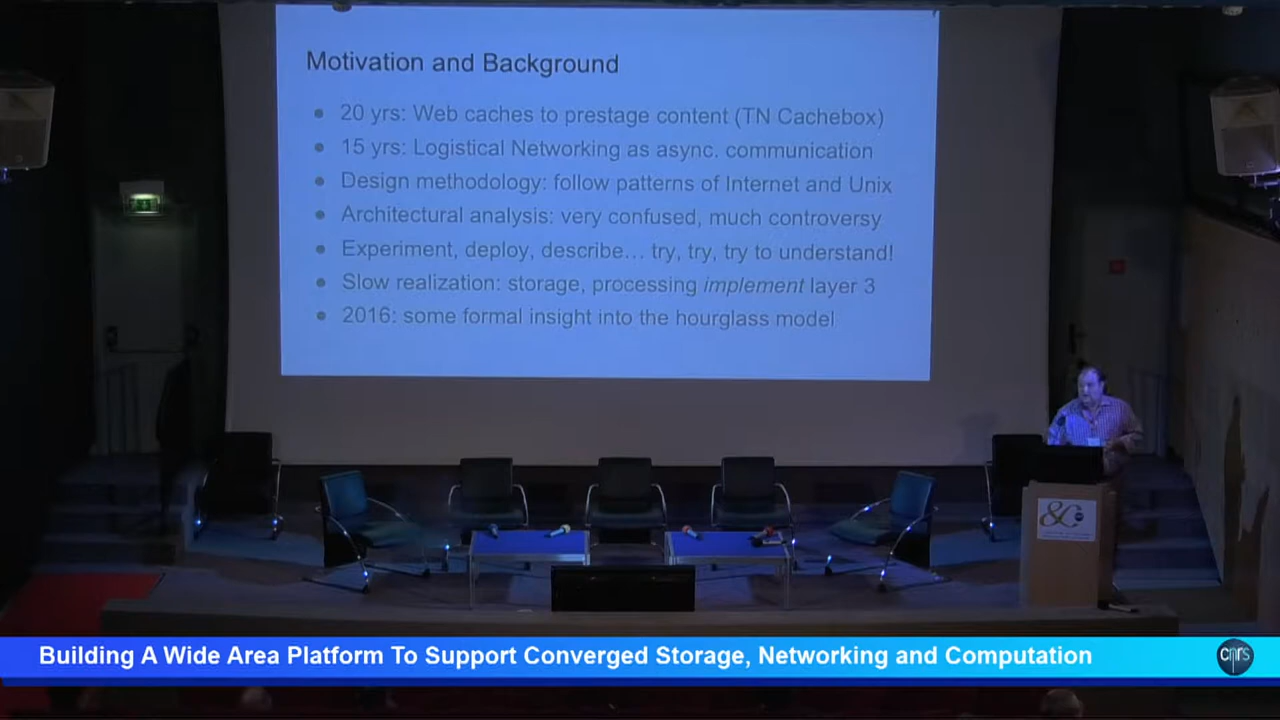 Motivation and Background
● 20 yrs: Web caches to prestage content (TN Cachebox)
● 15 yrs: Logistical Networking as async. communication
● Design methodology: follow patterns of Internet and Unix
● Architectural analysis: very confused, much controversy
● Experiment, deploy, describe… try, try, try to understand!
● Slow realization: storage, processing implement layer 3
● 2016: some formal insight into the hourglass model
Building A Wide Area Platform To Support Converged Storage, Networking and Computation
cnrs